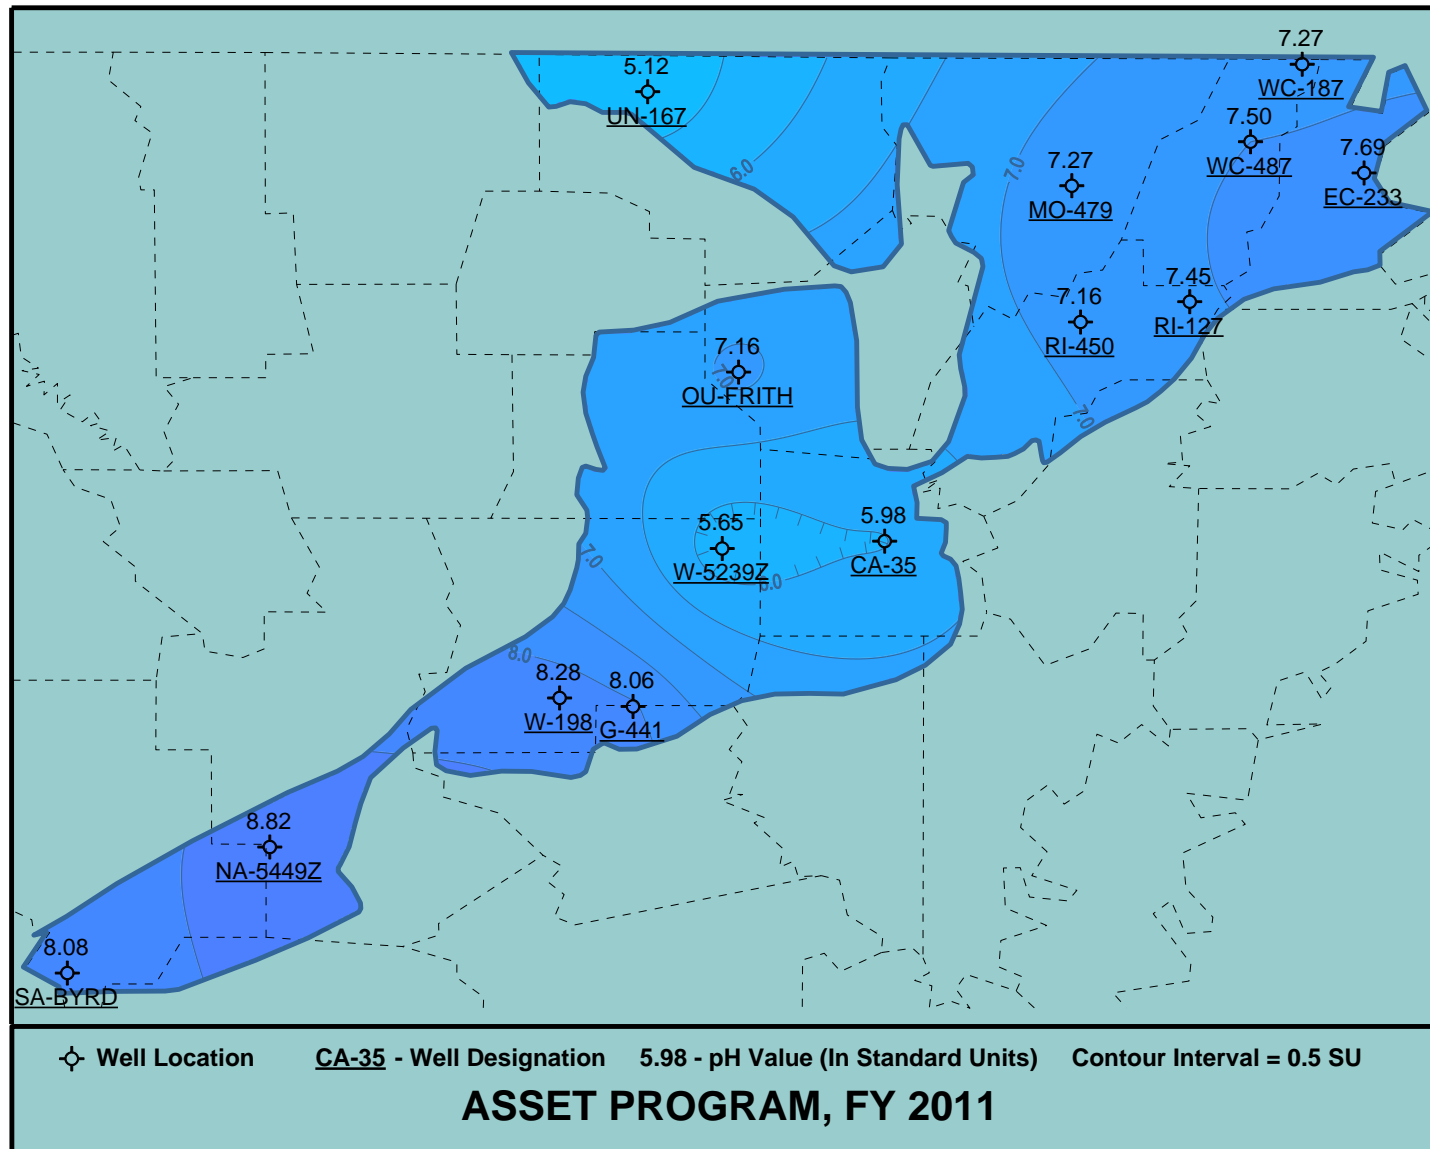 7.27
WC-187
5.12
UN-167
7.50
WC-487
7.69
EC-233
6.0
7.0
7.27
MO-479
7.45
RI-127
7.16
RI-450
7.16
7.0
OU-FRITH
7.0
5.65
W-5239Z
6.0
5.98
CA-35
7.0
8.0
8.28
W-198
8.06
G-441
8.82
NA-5449Z
8.08
SA-BYRD
Well Location CA-35 - Well Designation 5.98 - pH Value (In Standard Units) Contour Interval = 0.5 SU
ASSET PROGRAM, FY 2011